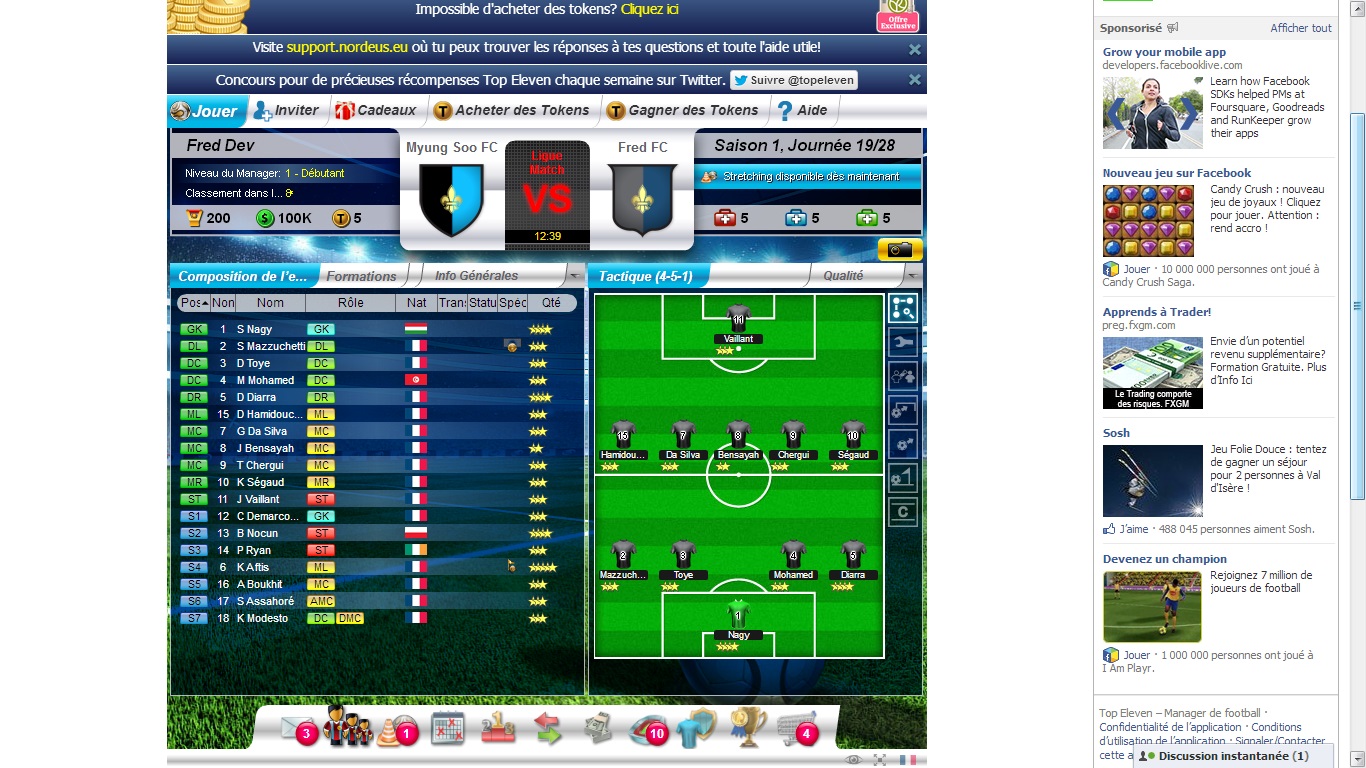 Impossible d'acheter des tokens? Cliquez ici
Offre Exclusive
Visite support.nordeus.eu où tu peux trouver les réponses à tes questions et toute l'aide utile!
Concours pour de précieuses récompenses Top Eleven chaque semaine sur Twitter. Suivre @topeleven
Jouer Inviter Cadeaux Acheter des Tokens Gagner des Tokens Aide
Fred Dev
Niveau du Manager: 1 - Débutant
Classement dans l...
200 100K T 5
Myung Soo FC
Ligue
Match
VS
12:39
Fred FC
Saison 1, Journée 19/28
Stretching disponible dès maintenant
5 5 5
Composition de l'e... Formations Info Générales
Pos Non Nom Rôle Nat Tran: Statu Spéc Qté
GK 1 S Nagy GK
DL 2 S Mazzuchetti DL
DC 3 D Toye DC
DC 4 M Mohamed DC
DR 5 D Diarra DR
ML 15 D Hamidouc... ML
MC 7 G Da Silva MC
MC 8 J Bensayah MC
MC 9 T Chergui MC
MR 10 K Ségaud MR
ST 11 J Vaillant ST
S1 12 C Demarco... GK
S2 13 B Nocun ST
S3 14 P Ryan ST
S4 6 K Aftis ML
S5 16 A Boukhit MC
S6 17 S Assahoré AMC
S7 18 K Modesto DC DMC
Tactique (4-5-1) Qualité
11
Vaillant
15 7 8 9 10
Hamidou... Da Silva Bensayah Chergui Ségaud
2 3 4 5
Mazzuch... Toye Mohamed Diarra
1
Nagy
C
3 1 10 4
Sponsorisé Afficher tout
Grow your mobile app
developers.facebooklive.com
Learn how Facebook
SDKs helped PMs at
Foursquare, Goodreads
and RunKeeper grow
their apps
Nouveau jeu sur Facebook
Candy Crush : nouveau
jeu de joyaux ! Cliquez
pour jouer. Attention :
rend accro !
Jouer · 10 000 000 personnes ont joué à
Candy Crush Saga.
Apprends à Trader!
preg.fxgm.com
Envie d'un potentiel
revenu supplémentaire?
Formation Gratuite. Plus
d'Info Ici
Le Trading comporte
des risques. FXGM
Sosh
Jeu Folie Douce : tentez
de gagner un séjour
pour 2 personnes à Val
d'Isère !
J'aime · 488 045 personnes aiment Sosh.
Devenez un champion
Rejoignez 7 million de
joueurs de football
Jouer · 1 000 000 personnes ont joué à
I Am Playr.
Top Eleven – Manager de football ·
Confidentialité de l'application · Conditions
d'utilisation de l'application · Signaler/Contacter
cette a
Discussion instantanée (1)